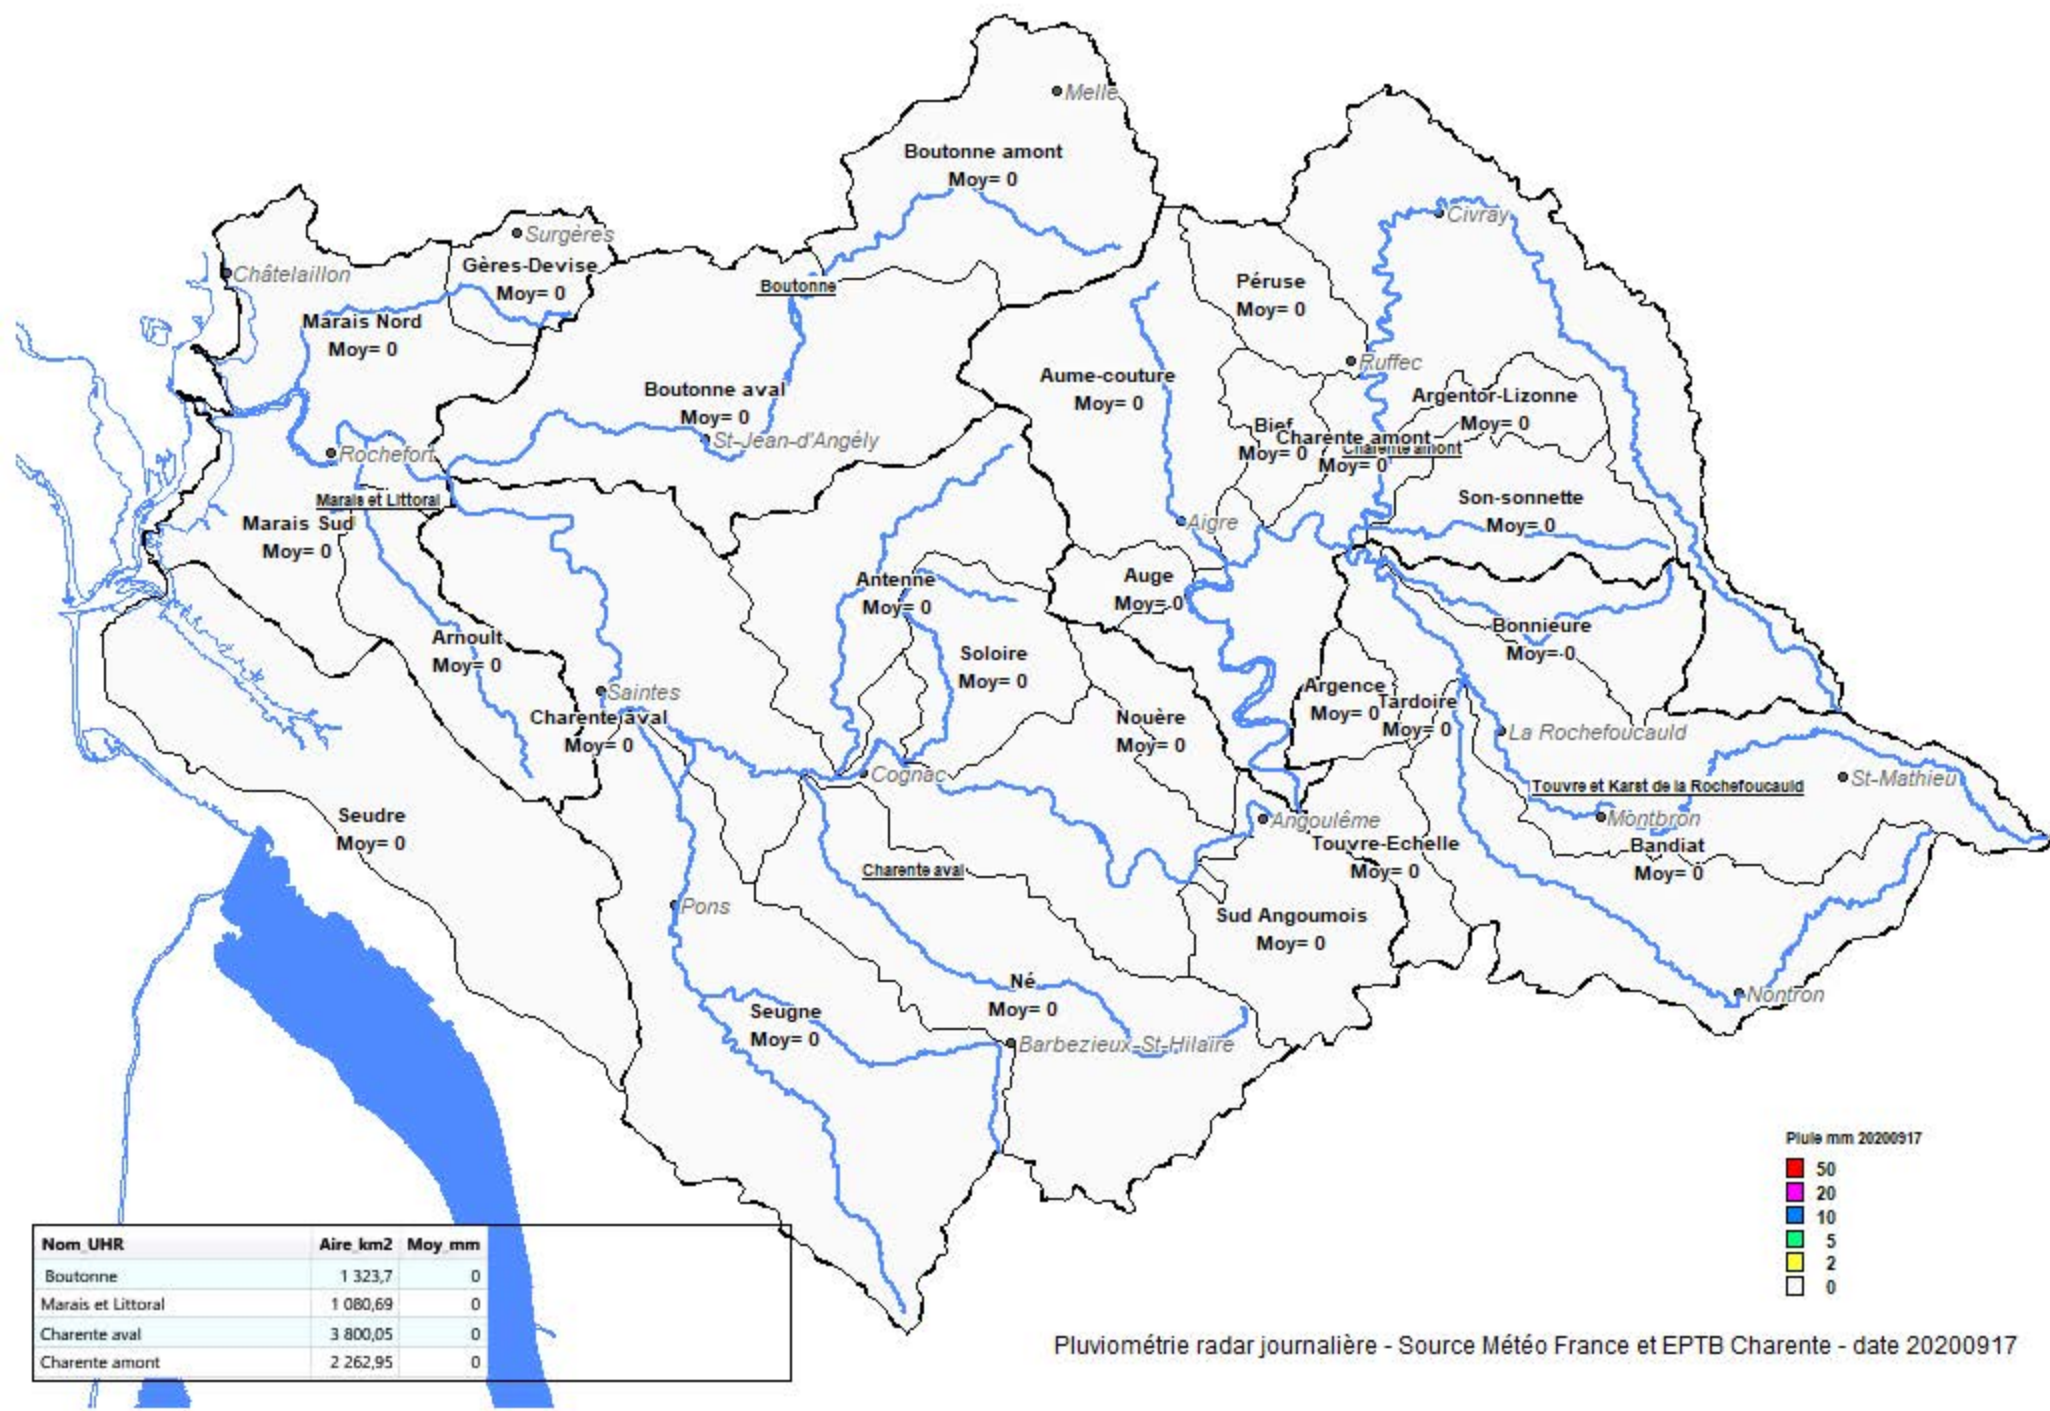 Melle
Boutonne amont
Moy= 0
Civray
Surgères
Châtelaillon
Gères-Devise
Moy= 0
Boutonne
Péruse
Moy= 0
Marais Nord
Moy= 0
Ruffec
Aume-couture
Moy= 0
Boutonne aval
Moy= 0
Argentor-Lizonne
Moy= 0
St-Jean-d'Angély
Bief
Moy= 0
Charente amont
Charente amont
Moy= 0
Rochefort
Marais et Littoral
Son-sonnette
Moy= 0
Marais Sud
Moy= 0
Aigre
Antenne
Moy= 0
Auge
Moy= 0
Bonnieure
Moy= 0
Arnoult
Moy= 0
Soloire
Moy= 0
Saintes
Argence
Moy= 0
Tardoire
Moy= 0
Charente aval
Moy= 0
Nouère
Moy= 0
La Rochefoucauld
Cognac
Touvre et Karst de la Rochefoucauld
St-Mathieu
Seudre
Moy= 0
Angoulême
Montbron
Touvre-Echelle
Moy= 0
Bandiat
Moy= 0
Charente aval
Pons
Sud Angoumois
Moy= 0
Né
Moy= 0
Nontron
Seugne
Moy= 0
Barbezieux-St-Hilaire
Pluie mm 20200917
50
20
10
5
2
0
Nom_UHR Aire_km2 Moy_mm
Boutonne 1 323,7 0
Marais et Littoral 1 080,69 0
Charente aval 3 800,05 0
Charente amont 2 262,95 0
Pluviométrie radar journalière - Source Météo France et EPTB Charente - date 20200917